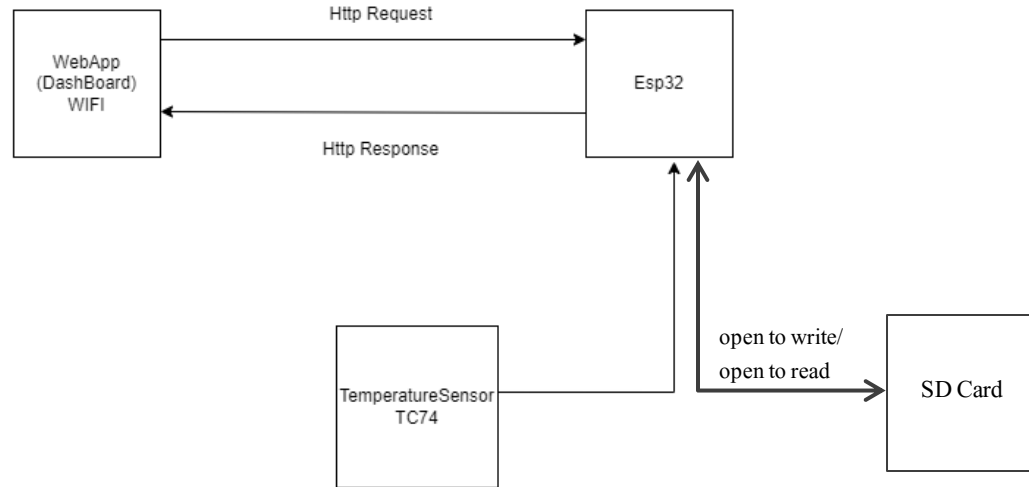 Http Request
WebApp
(DashBoard)
WIFI
Esp32
Http Response
open to write/
open to read
TemperatureSensor
TC74
SD Card